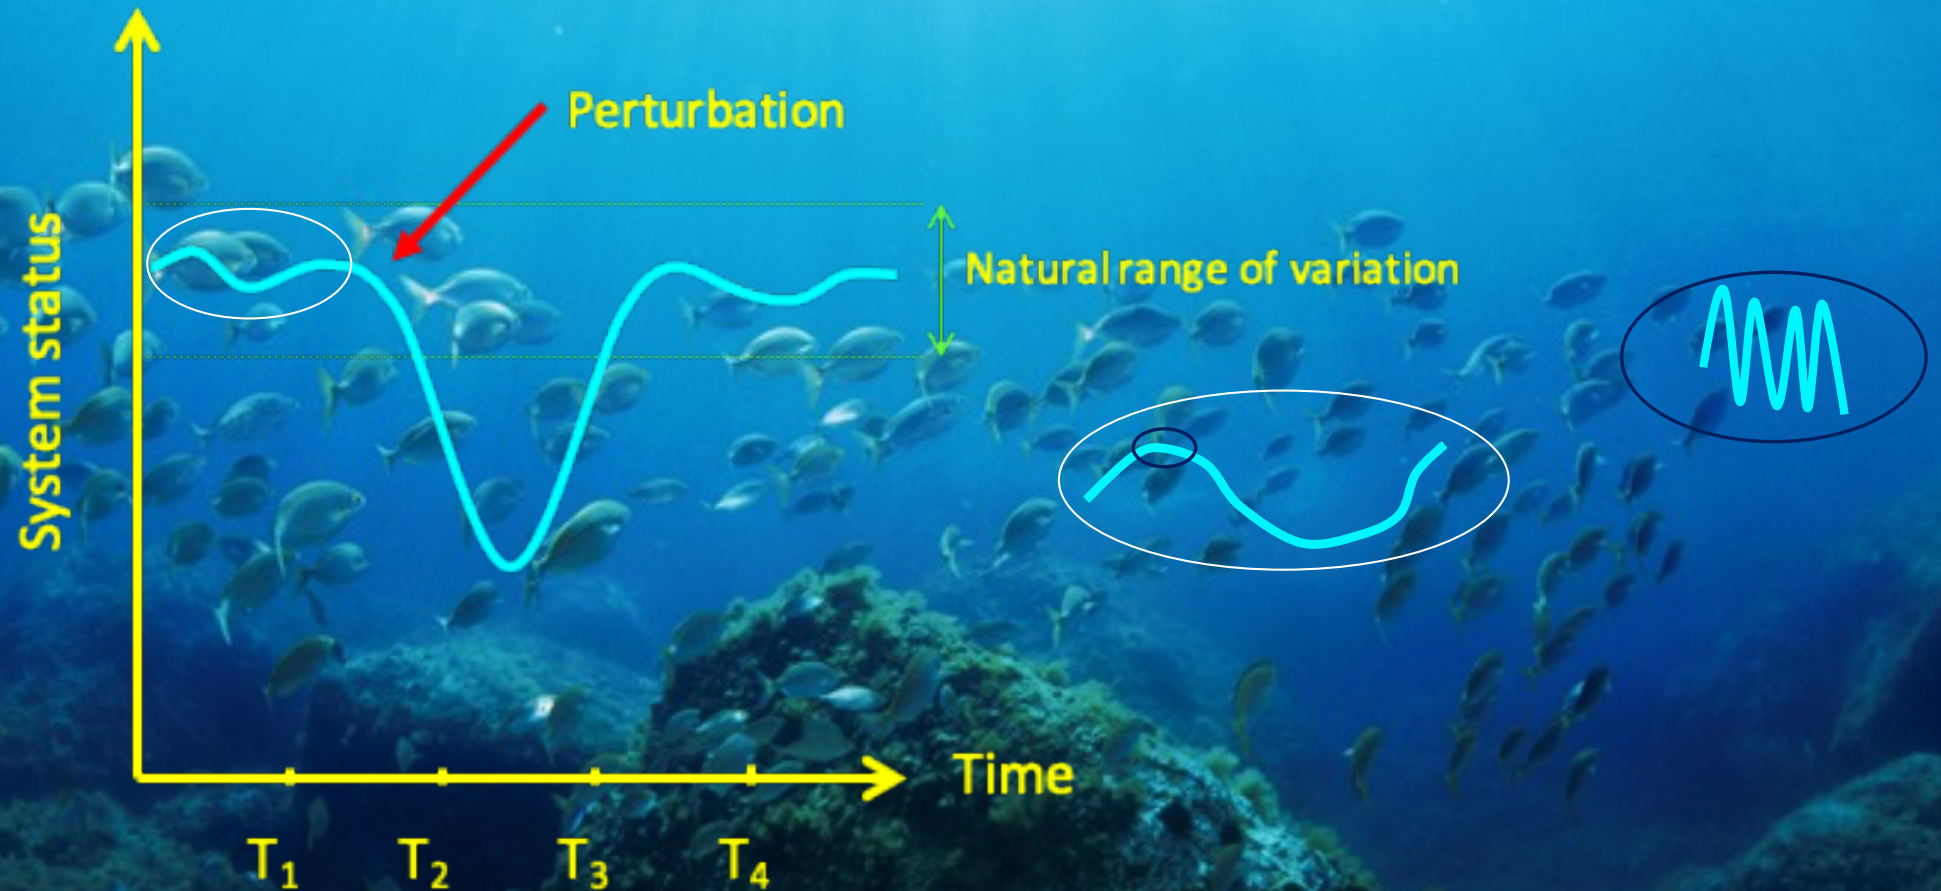 Perturbation
System status
Natural range of variation
Time
T₁ T₂ T₃ T₄